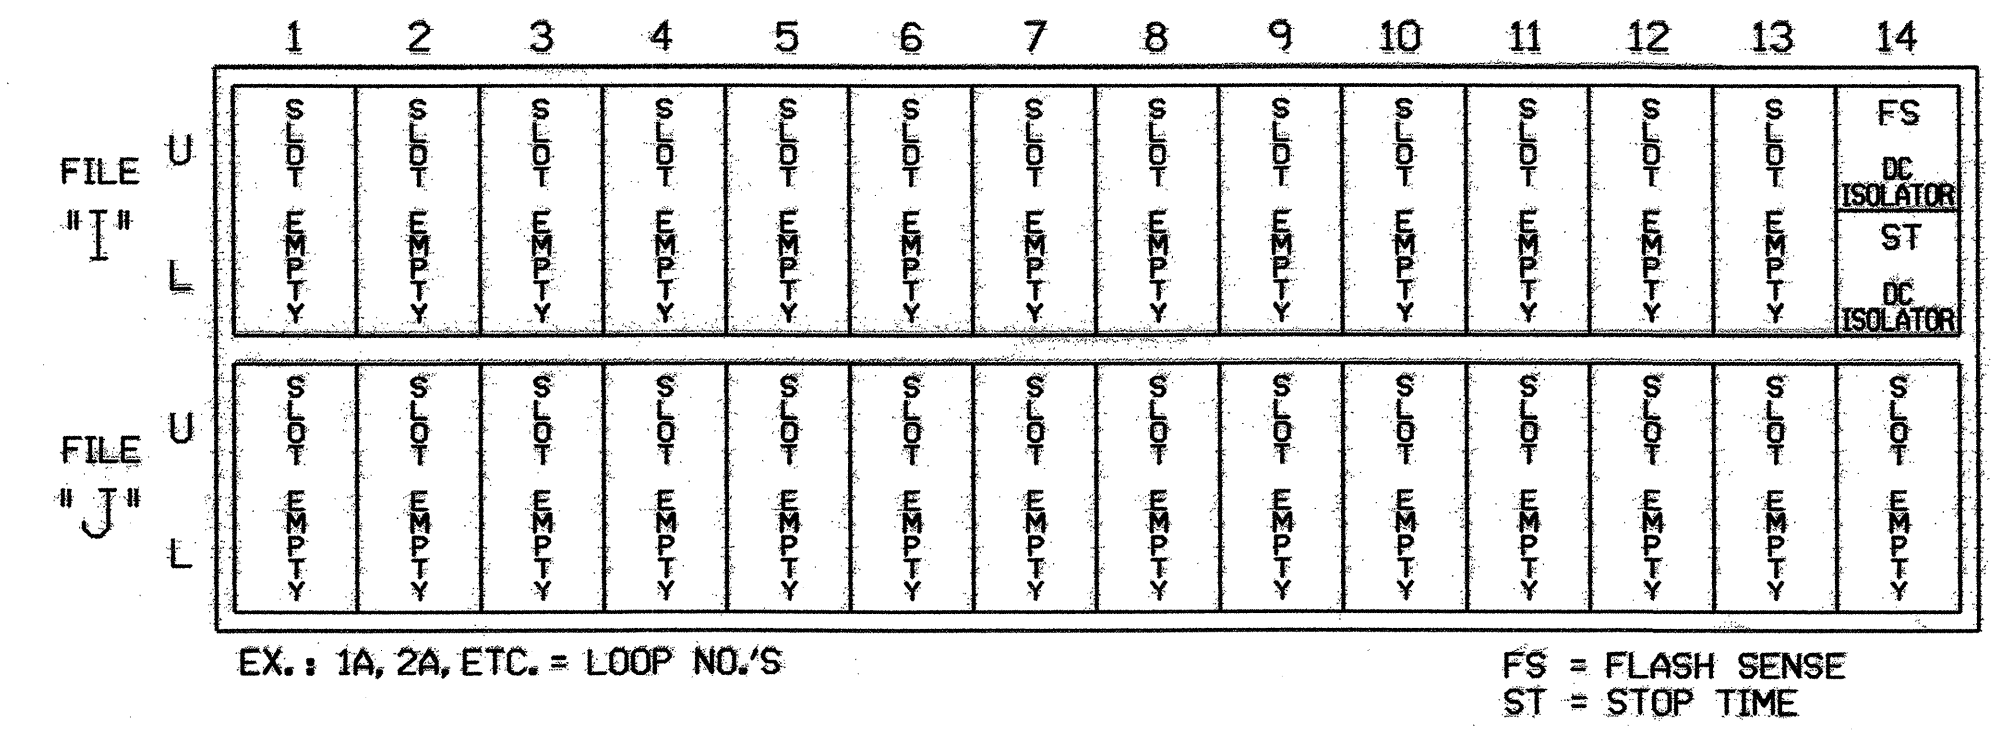 1 2 3 4 5 6 7 8 9 10 11 12 13 14
FILE "I"
U
L
SLOT EMPTY
SLOT EMPTY
SLOT EMPTY
SLOT EMPTY
SLOT EMPTY
SLOT EMPTY
SLOT EMPTY
SLOT EMPTY
SLOT EMPTY
SLOT EMPTY
SLOT EMPTY
SLOT EMPTY
SLOT EMPTY
FS
DC
ISOLATOR
ST
DC
ISOLATOR
FILE "J"
U
L
SLOT EMPTY
SLOT EMPTY
SLOT EMPTY
SLOT EMPTY
SLOT EMPTY
SLOT EMPTY
SLOT EMPTY
SLOT EMPTY
SLOT EMPTY
SLOT EMPTY
SLOT EMPTY
SLOT EMPTY
SLOT EMPTY
SLOT EMPTY
EX.: 1A, 2A, ETC. = LOOP NO.'S
FS = FLASH SENSE
ST = STOP TIME